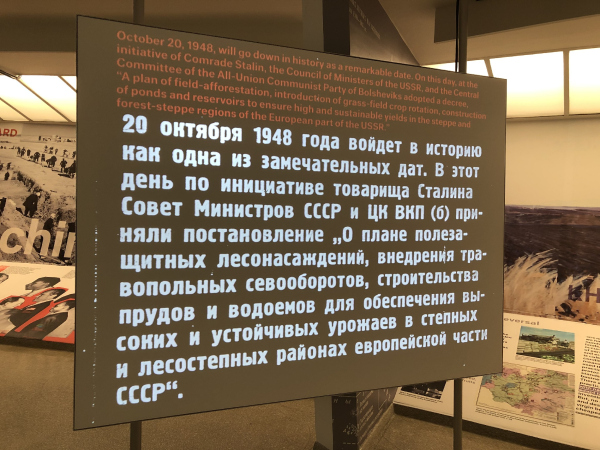 October 20, 1948, will go down in history as a remarkable date. On this day, at the
initiative of Comrade Stalin, the Council of Ministers of the USSR, and the Central
Committee of the All-Union Communist Party of Bolsheviks adopted a decree,
"A plan of field-afforestation, introduction of grass-field crop rotation, construction
of ponds and reservoirs to ensure high and sustainable yields in the steppe and
forest-steppe regions of the European part of the USSR."
20 октября 1948 года войдет в историю
как одна из замечательных дат. В этот
день по инициативе товарища Сталина
Совет Министров СССР и ЦК ВКП (б) при-
няли постановление „О плане полеза-
щитных лесонасаждений, внедрения тра-
вопольных севооборотов, строительства
прудов и водоемов для обеспечения вы-
соких и устойчивых урожаев в степных
и лесостепных районах европейской части
СССР“.